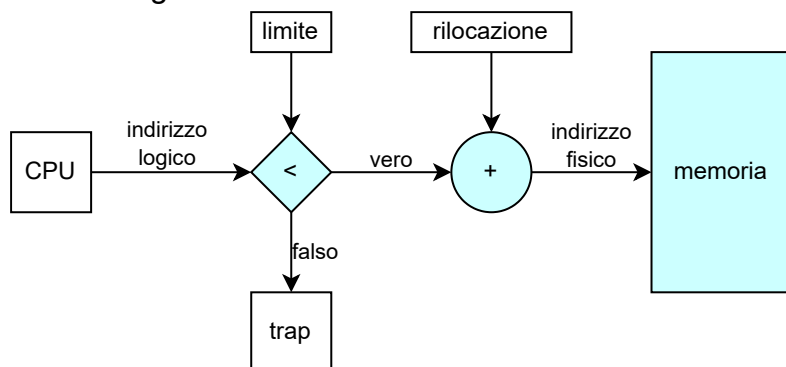 limite
rilocazione
indirizzo
logico
indirizzo
fisico
CPU
<
vero
+
memoria
falso
trap